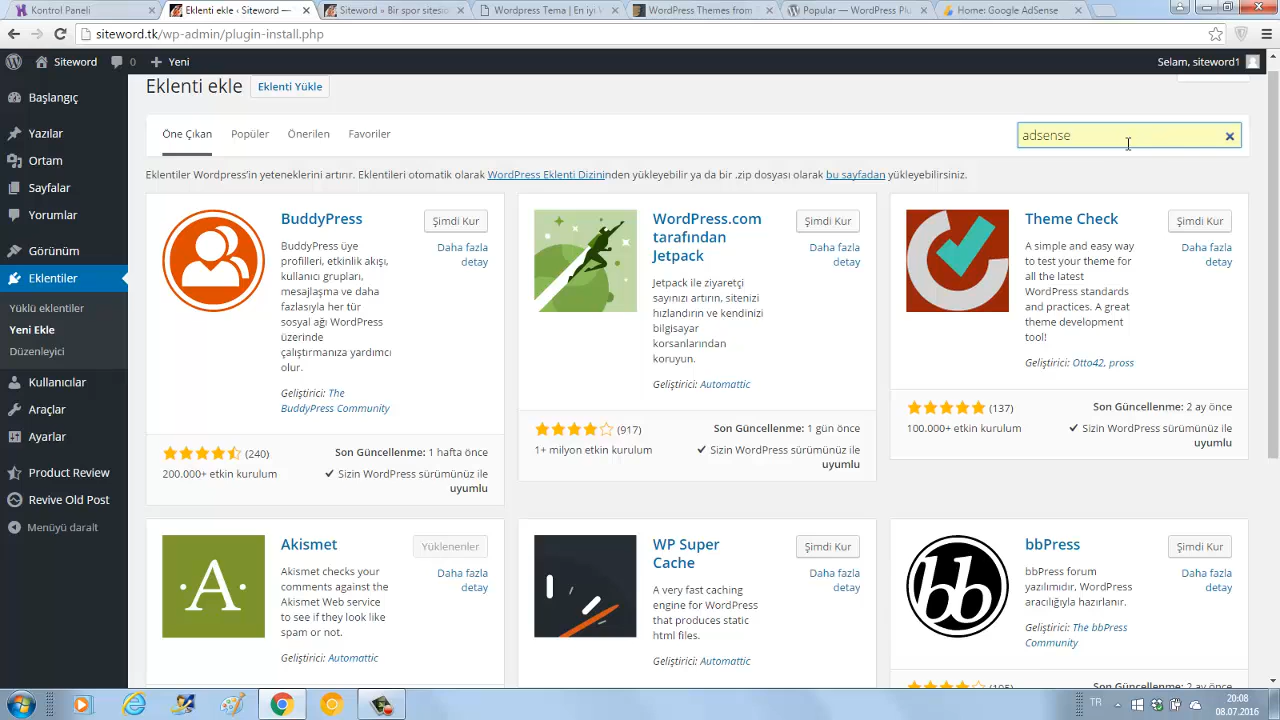 Kontrol Paneli
Eklenti ekle ‹ Siteword —
Siteword » Bir spor sitesi
Wordpress Tema | En iyi W
WordPress Themes from
Popular — WordPress Plu
Home: Google AdSense
siteword.tk/wp-admin/plugin-install.php
Siteword
0
Yeni
Selam, siteword1
Başlangıç
Yazılar
Ortam
Sayfalar
Yorumlar
Görünüm
Eklentiler
Yüklü eklentiler
Yeni Ekle
Düzenleyici
Kullanıcılar
Araçlar
Ayarlar
Product Review
Revive Old Post
Menüyü daralt
Eklenti ekle
Eklenti Yükle
Öne Çıkan
Popüler
Önerilen
Favoriler
adsense
Eklentiler Wordpress'in yeteneklerini artırır. Eklentileri otomatik olarak WordPress Eklenti Dizininden yükleyebilir ya da bir .zip dosyası olarak bu sayfadan yükleyebilirsiniz.
BuddyPress
Şimdi Kur
Daha fazla
detay
BuddyPress üye
profilleri, etkinlik akışı,
kullanıcı grupları,
mesajlaşma ve daha
fazlasıyla her tür
sosyal ağı WordPress
üzerinde
çalıştırmanıza yardımcı
olur.
Geliştirici: The
BuddyPress Community
(240)
Son Güncellenme: 1 hafta önce
200.000+ etkin kurulum
Sizin WordPress sürümünüz ile
uyumlu
WordPress.com
tarafından
Jetpack
Şimdi Kur
Daha fazla
detay
Jetpack ile ziyaretçi
sayınızı artırın, sitenizi
hızlandırın ve kendinizi
bilgisayar
korsanlarından
koruyun.
Geliştirici: Automattic
(917)
Son Güncellenme: 1 gün önce
1+ milyon etkin kurulum
Sizin WordPress sürümünüz ile
uyumlu
Theme Check
Şimdi Kur
Daha fazla
detay
A simple and easy way
to test your theme for
all the latest
WordPress standards
and practices. A great
theme development
tool!
Geliştirici: Otto42, pross
(137)
Son Güncellenme: 2 ay önce
100.000+ etkin kurulum
Sizin WordPress sürümünüz ile
uyumlu
·A·
Akismet
Yüklenenler
Daha fazla
detay
Akismet checks your
comments against the
Akismet Web service
to see if they look like
spam or not.
Geliştirici: Automattic
WP Super
Cache
Şimdi Kur
Daha fazla
detay
A very fast caching
engine for WordPress
that produces static
html files.
Geliştirici: Automattic
bb
bbPress
Şimdi Kur
Daha fazla
detay
bbPress forum
yazılımıdır, WordPress
aracılığıyla hazırlanır.
Geliştirici: The bbPress
Community
TR
20:08
08.07.2016